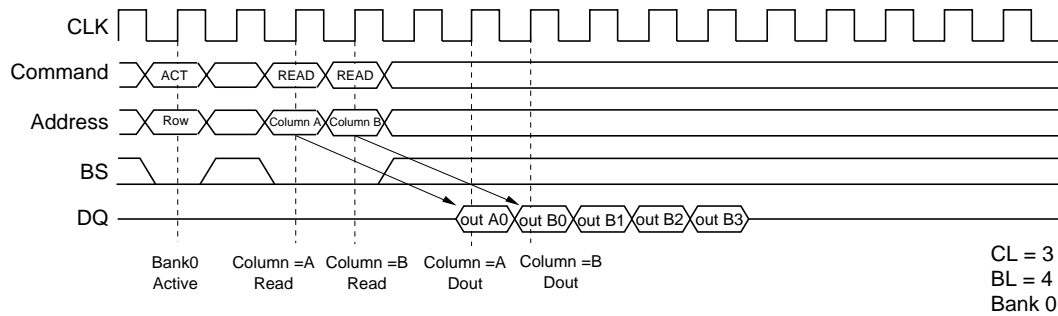 CLK
Command ACT READ READ
Address Row Column A Column B
BS
DQ out A0 out B0 out B1 out B2 out B3
Bank0 Column =A Column =B Column =A Column =B
Active Read Read Dout Dout
CL = 3
BL = 4
Bank 0